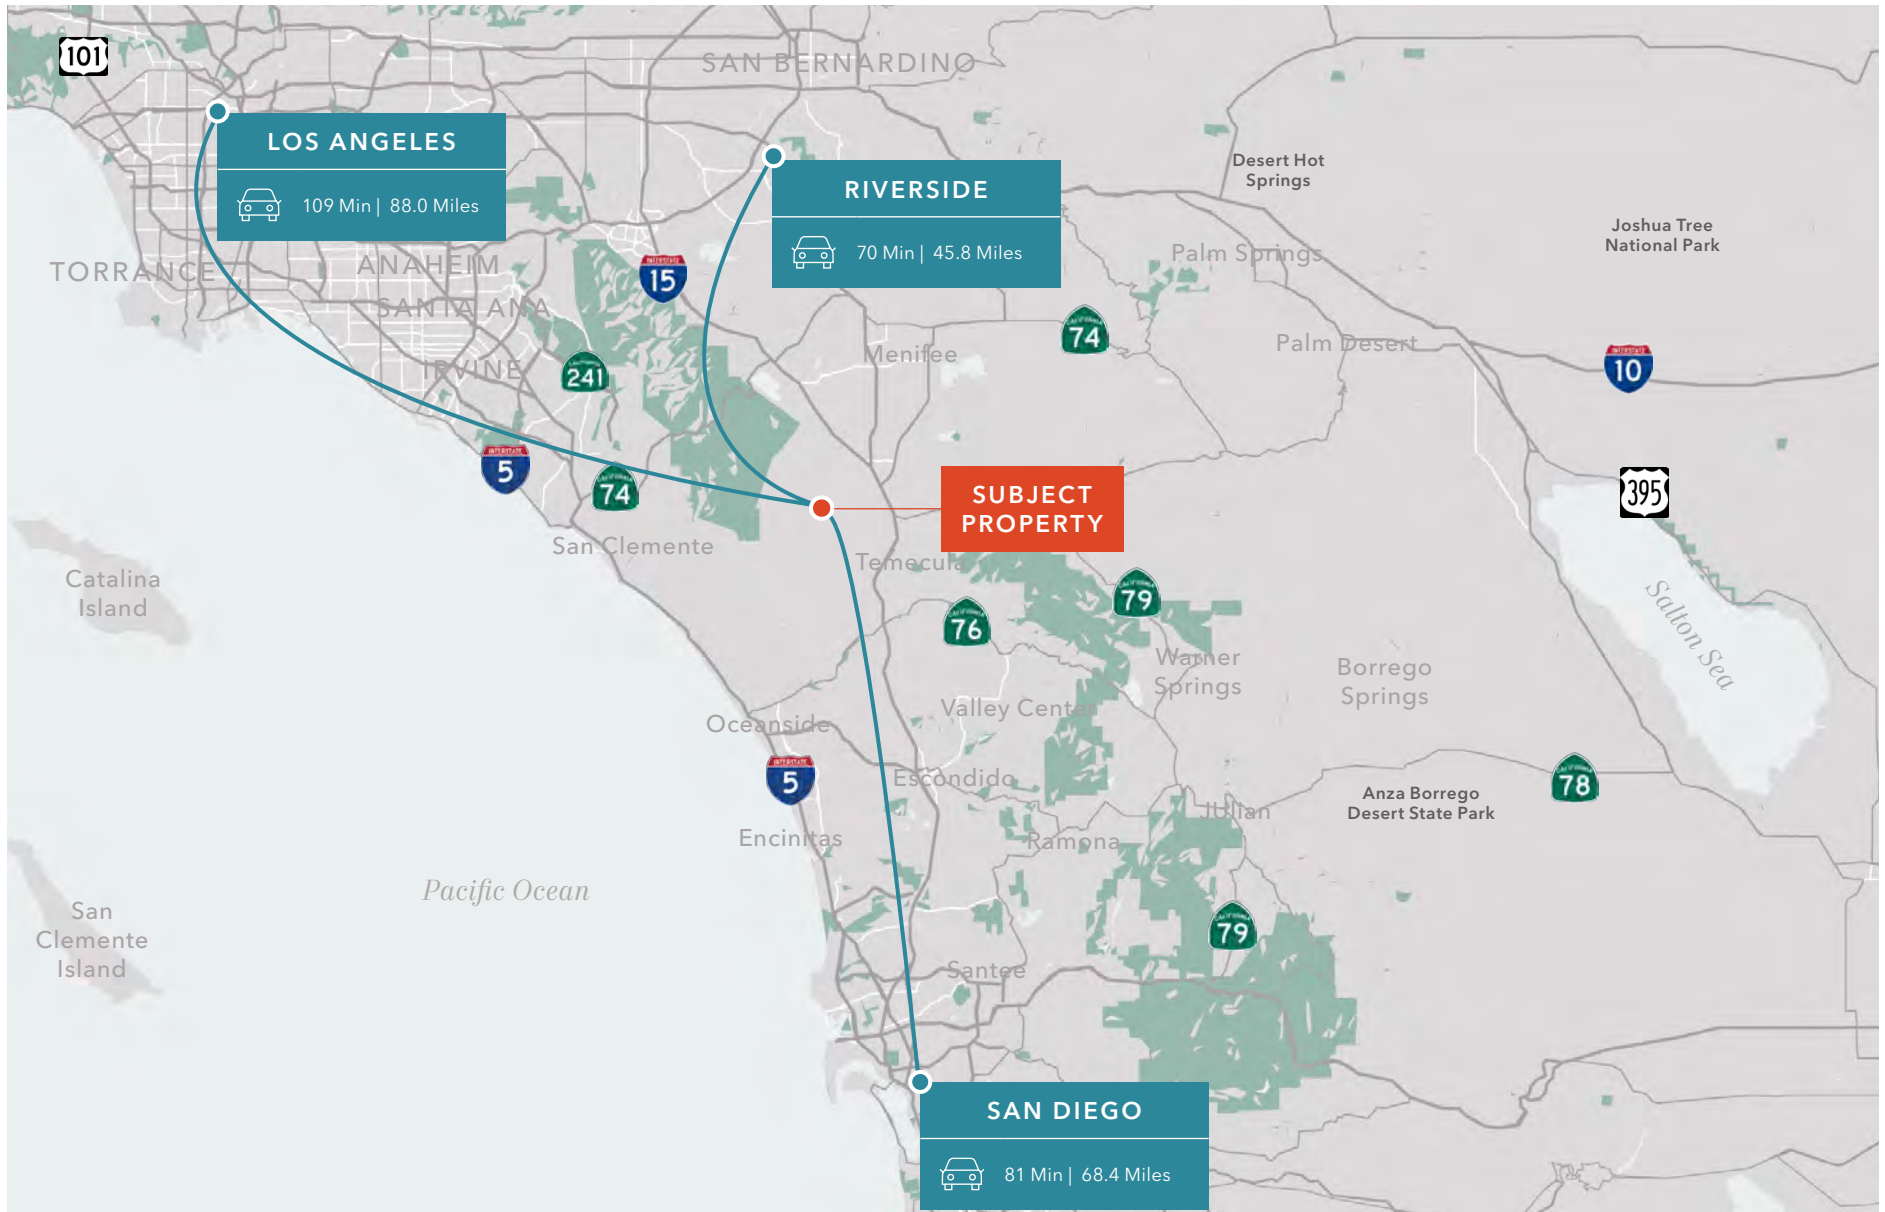 101
SAN BERNARDINO
LOS ANGELES
109 Min | 88.0 Miles
RIVERSIDE
70 Min | 45.8 Miles
Desert Hot
Springs
Joshua Tree
National Park
Palm Springs
TORRANCE
ANAHEIM
INTERSTATE
15
SANTA ANA
74
Menifee
Palm Desert
IRVINE
241
INTERSTATE
10
INTERSTATE
5
74
SUBJECT
PROPERTY
395
San Clemente
Temecula
Catalina
Island
79
76
Salton Sea
Warner
Springs
Borrego
Springs
Valley Center
Oceanside
INTERSTATE
5
Escondido
78
Anza Borrego
Desert State Park
Julian
Encinitas
Ramona
Pacific Ocean
San
Clemente
Island
79
Santee
SAN DIEGO
81 Min | 68.4 Miles